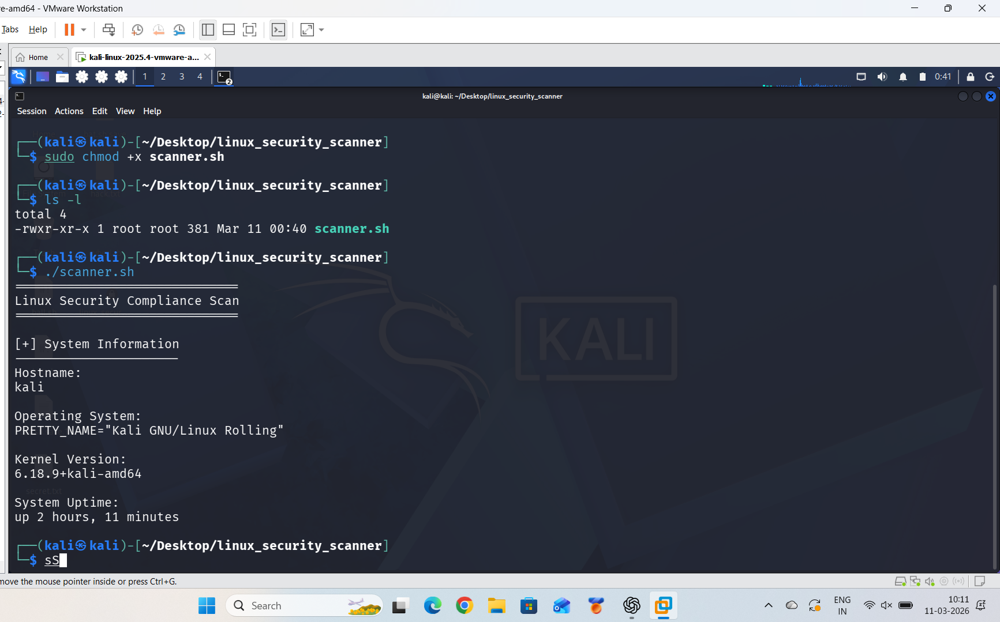 e-amd64 - VMware Workstation
Tabs Help
Home
kali-linux-2025.4-vmware-a...
1 2 3 4
2
0:41
kali@kali: ~/Desktop/linux_security_scanner
Session Actions Edit View Help
┌──(kali㉿kali)-[~/Desktop/linux_security_scanner]
└─$ sudo chmod +x scanner.sh
┌──(kali㉿kali)-[~/Desktop/linux_security_scanner]
└─$ ls -l
total 4
-rwxr-xr-x 1 root root 381 Mar 11 00:40 scanner.sh
┌──(kali㉿kali)-[~/Desktop/linux_security_scanner]
└─$ ./scanner.sh
==============================
Linux Security Compliance Scan
==============================
[+] System Information
----------------------
Hostname:
kali
Operating System:
PRETTY_NAME="Kali GNU/Linux Rolling"
Kernel Version:
6.18.9+kali-amd64
secret.txt
System Uptime:
up 2 hours, 11 minutes
┌──(kali㉿kali)-[~/Desktop/linux_security_scanner]
└─$ sS
KALI
move the mouse pointer inside or press Ctrl+G.
Search
ENG
IN
10:11
11-03-2026